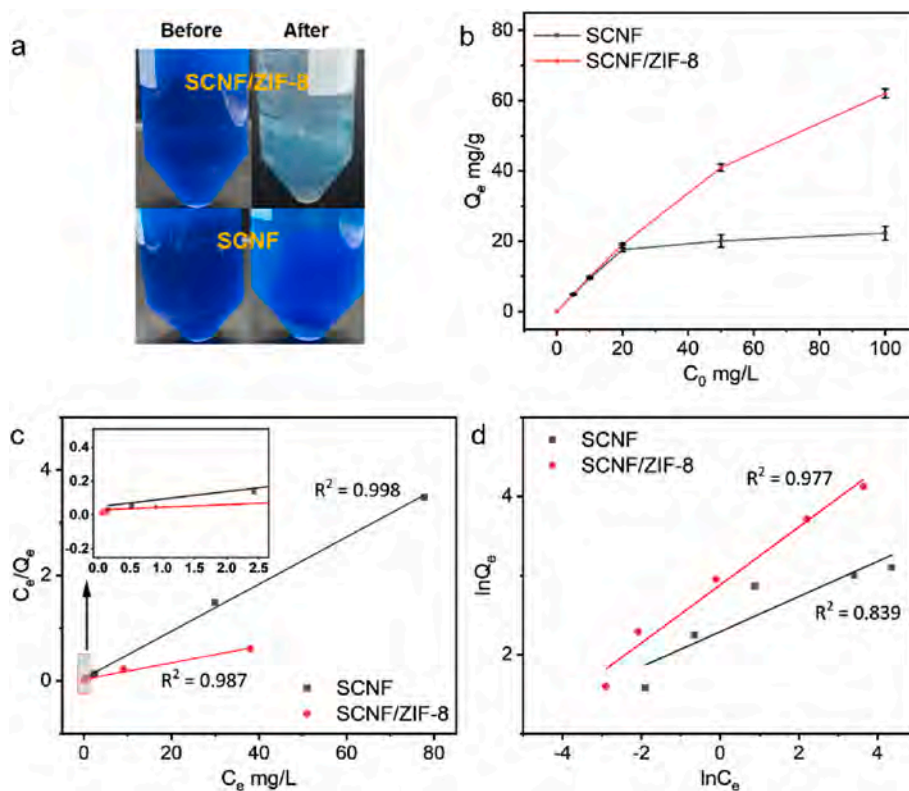 a
Before After
SCNF/ZIF-8
SCNF
b
SCNF
SCNF/ZIF-8
Qe mg/g
80
60
40
20
0
0 20 40 60 80 100
C0 mg/L
c
Ce/Qe
4
2
0
0.4
0.2
0.0
-0.2
0.0 0.5 1.0 1.5 2.0 2.5
R² = 0.998
R² = 0.987
SCNF
SCNF/ZIF-8
0 20 40 60 80
Ce mg/L
d
SCNF
SCNF/ZIF-8
lnQe
4
2
R² = 0.977
R² = 0.839
-4 -2 0 2 4
lnCe